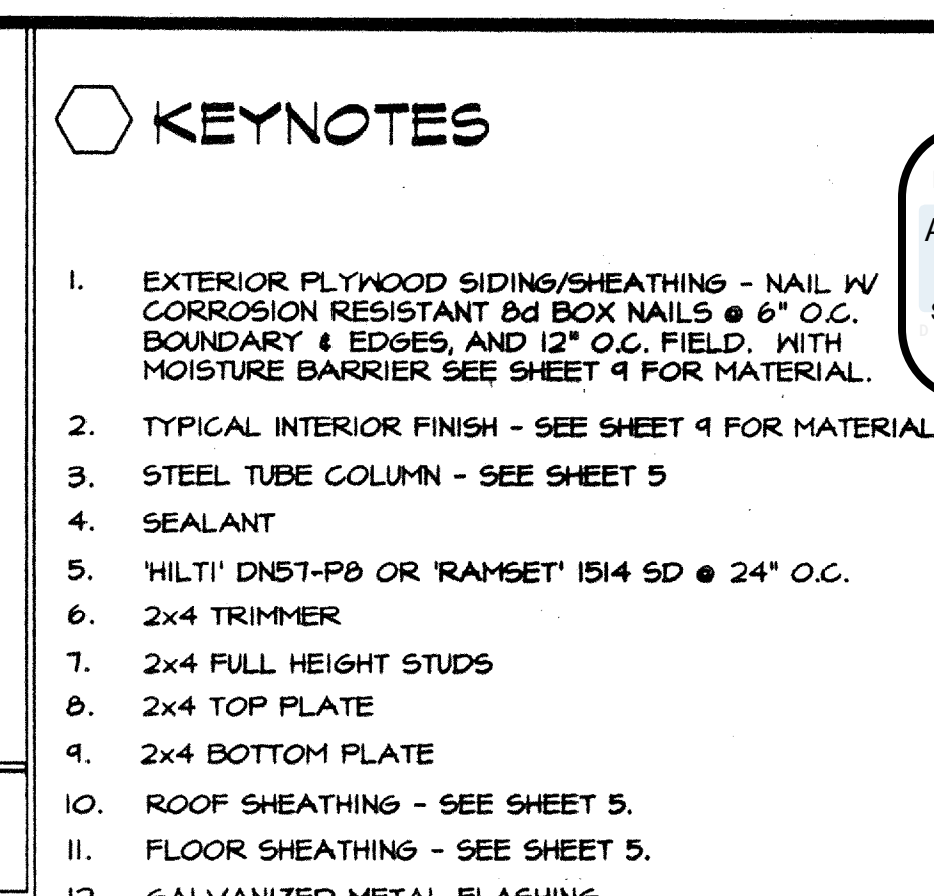 KEYNOTES
1. EXTERIOR PLYWOOD SIDING/SHEATHING - NAIL W/
CORROSION RESISTANT 8d BOX NAILS @ 6" O.C.
BOUNDARY & EDGES, AND 12" O.C. FIELD. WITH
MOISTURE BARRIER SEE SHEET 9 FOR MATERIAL.
2. TYPICAL INTERIOR FINISH - SEE SHEET 9 FOR MATERIAL
3. STEEL TUBE COLUMN - SEE SHEET 5
4. SEALANT
5. 'HILTI' DN57-P8 OR 'RAMSET' 1514 SD @ 24" O.C.
6. 2x4 TRIMMER
7. 2x4 FULL HEIGHT STUDS
8. 2x4 TOP PLATE
9. 2x4 BOTTOM PLATE
10. ROOF SHEATHING - SEE SHEET 5.
11. FLOOR SHEATHING - SEE SHEET 5.
12. GALVANIZED METAL FLASHING